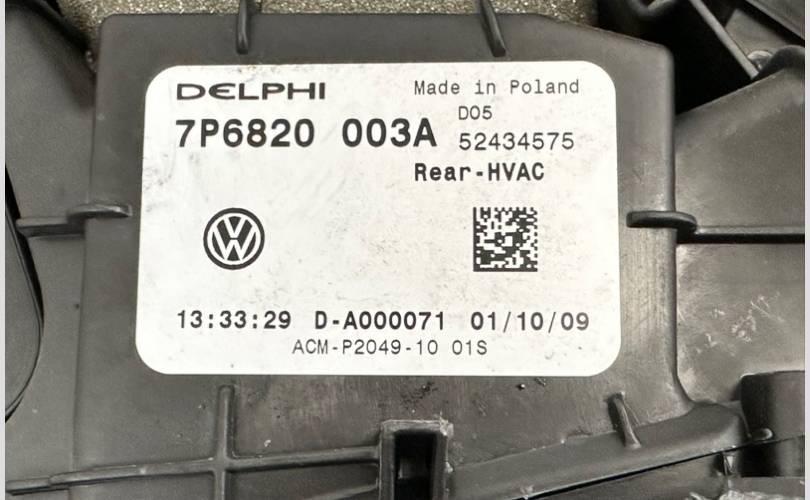 DELPHI Made in Poland
D05
7P6820 003A 52434575
Rear-HVAC
13:33:29 D-A000071 01/10/09
ACM-P2049-10 01S